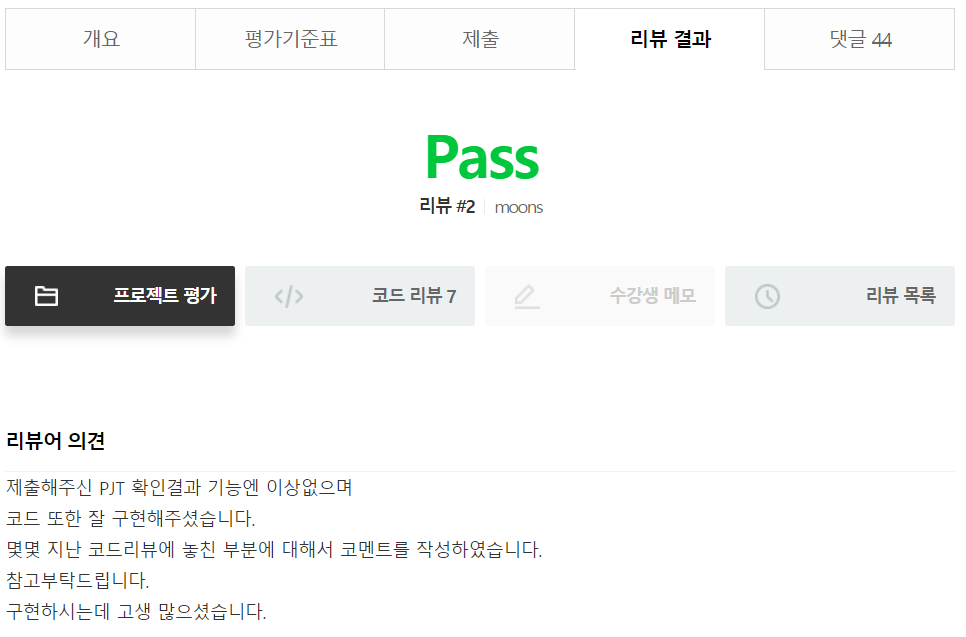 개요 평가기준표 제출 리뷰 결과 댓글 44
Pass
리뷰 #2 moons
프로젝트 평가 코드 리뷰 7 수강생 메모 리뷰 목록
리뷰어 의견
제출해주신 PJT 확인결과 기능엔 이상없으며
코드 또한 잘 구현해주셨습니다.
몇몇 지난 코드리뷰에 놓친 부분에 대해서 코멘트를 작성하였습니다.
참고부탁드립니다.
구현하시는데 고생 많으셨습니다.